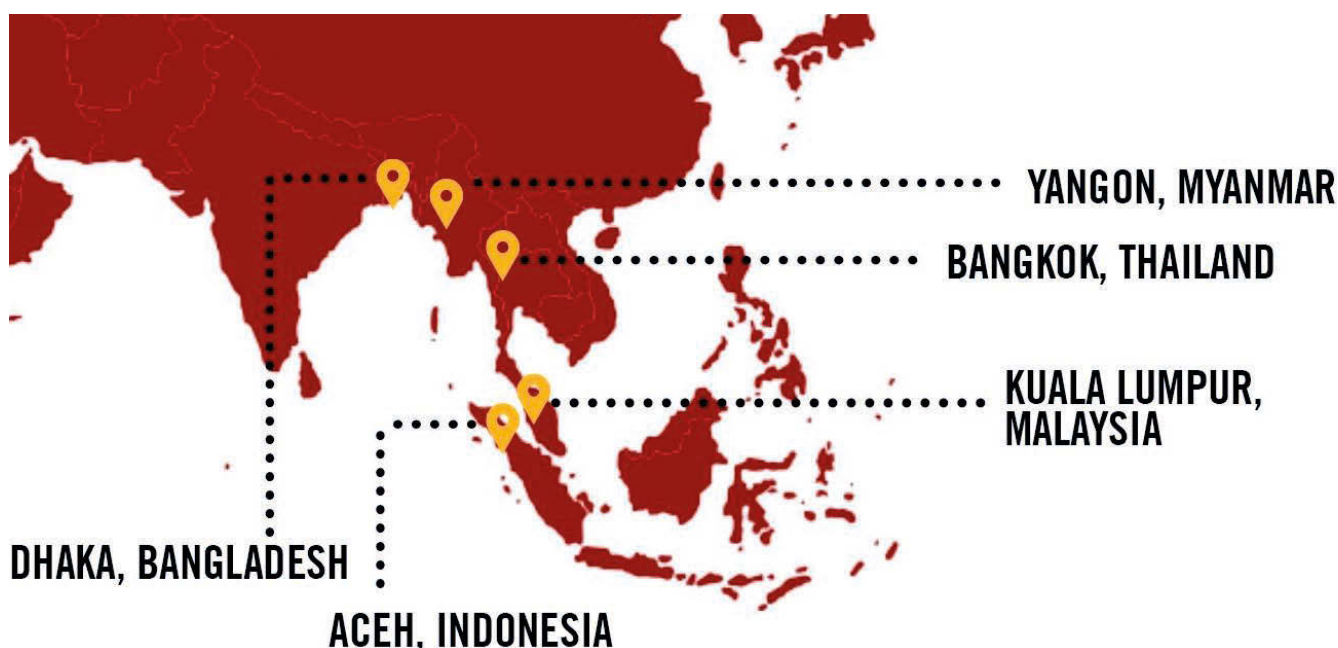 YANGON, MYANMAR
BANGKOK, THAILAND
KUALA LUMPUR,
MALAYSIA
DHAKA, BANGLADESH
ACEH, INDONESIA